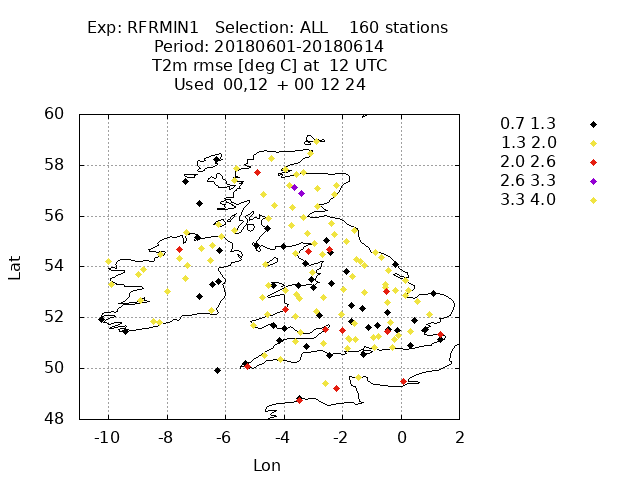 Exp: RFRMIN1 Selection: ALL 160 stations
Period: 20180601-20180614
T2m rmse [deg C] at 12 UTC
Used 00,12 + 00 12 24
0.7 1.3
1.3 2.0
2.0 2.6
2.6 3.3
3.3 4.0
60
58
56
54
52
50
48
Lat
-10 -8 -6 -4 -2 0 2
Lon